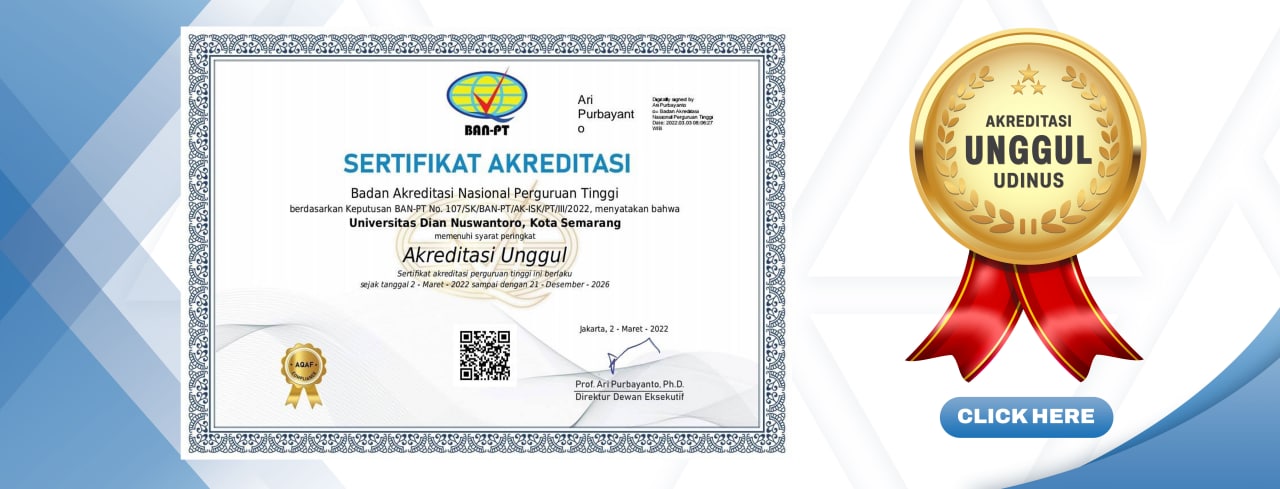 BAN-PT
Ari
Purbayant
o
Digitally signed by
Ari Purbayanto
ou: Badan Akreditasi
Nasional Perguruan Tinggi
Date: 2022.03.03 08:06:27
WIB
SERTIFIKAT AKREDITASI
Badan Akreditasi Nasional Perguruan Tinggi
berdasarkan Keputusan BAN-PT No. 107/SK/BAN-PT/AK-ISK/PT/III/2022, menyatakan bahwa
Universitas Dian Nuswantoro, Kota Semarang
memenuhi syarat peringkat
Akreditasi Unggul
Sertifikat akreditasi perguruan tinggi ini berlaku
sejak tanggal 2 - Maret - 2022 sampai dengan 21 - Desember - 2026
Jakarta, 2 - Maret - 2022
Prof. Ari Purbayanto, Ph.D.
Direktur Dewan Eksekutif
AQAF
COMPLIANCE
AKREDITASI
UNGGUL
UDINUS
CLICK HERE